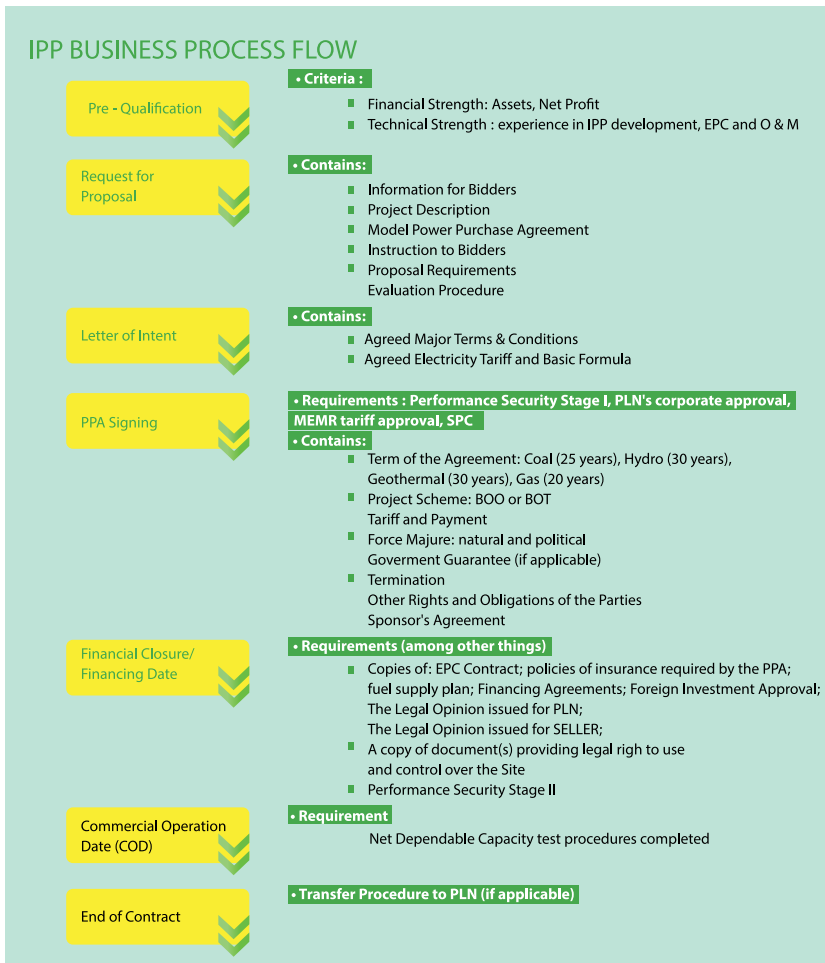 IPP BUSINESS PROCESS FLOW
Pre - Qualification
• Criteria :
Financial Strength: Assets, Net Profit
Technical Strength : experience in IPP development, EPC and O & M
Request for
Proposal
• Contains:
Information for Bidders
Project Description
Model Power Purchase Agreement
Instruction to Bidders
Proposal Requirements
Evaluation Procedure
Letter of Intent
• Contains:
Agreed Major Terms & Conditions
Agreed Electricity Tariff and Basic Formula
PPA Signing
• Requirements : Performance Security Stage I, PLN's corporate approval,
MEMR tariff approval, SPC
• Contains:
Term of the Agreement: Coal (25 years), Hydro (30 years),
Geothermal (30 years), Gas (20 years)
Project Scheme: BOO or BOT
Tariff and Payment
Force Majure: natural and political
Goverment Guarantee (if applicable)
Termination
Other Rights and Obligations of the Parties
Sponsor's Agreement
Financial Closure/
Financing Date
• Requirements (among other things)
Copies of: EPC Contract; policies of insurance required by the PPA;
fuel supply plan; Financing Agreements; Foreign Investment Approval;
The Legal Opinion issued for PLN;
The Legal Opinion issued for SELLER;
A copy of document(s) providing legal righ to use
and control over the Site
Performance Security Stage II
Commercial Operation
Date (COD)
• Requirement
Net Dependable Capacity test procedures completed
End of Contract
• Transfer Procedure to PLN (if applicable)